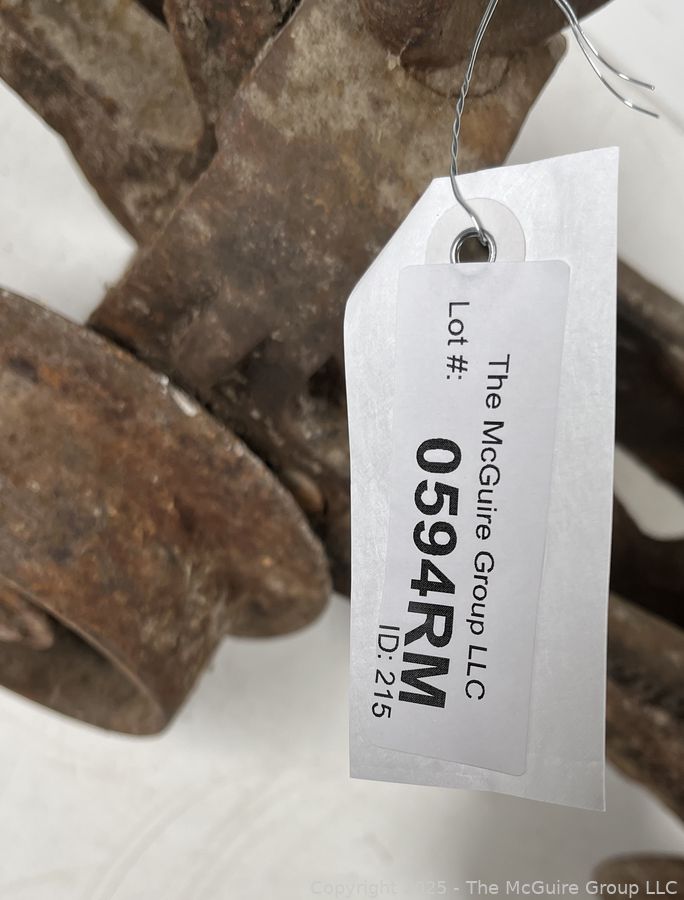 The McGuire Group LLC
Lot #:
0594RM
ID: 215
Copyright 2025 - The McGuire Group LLC